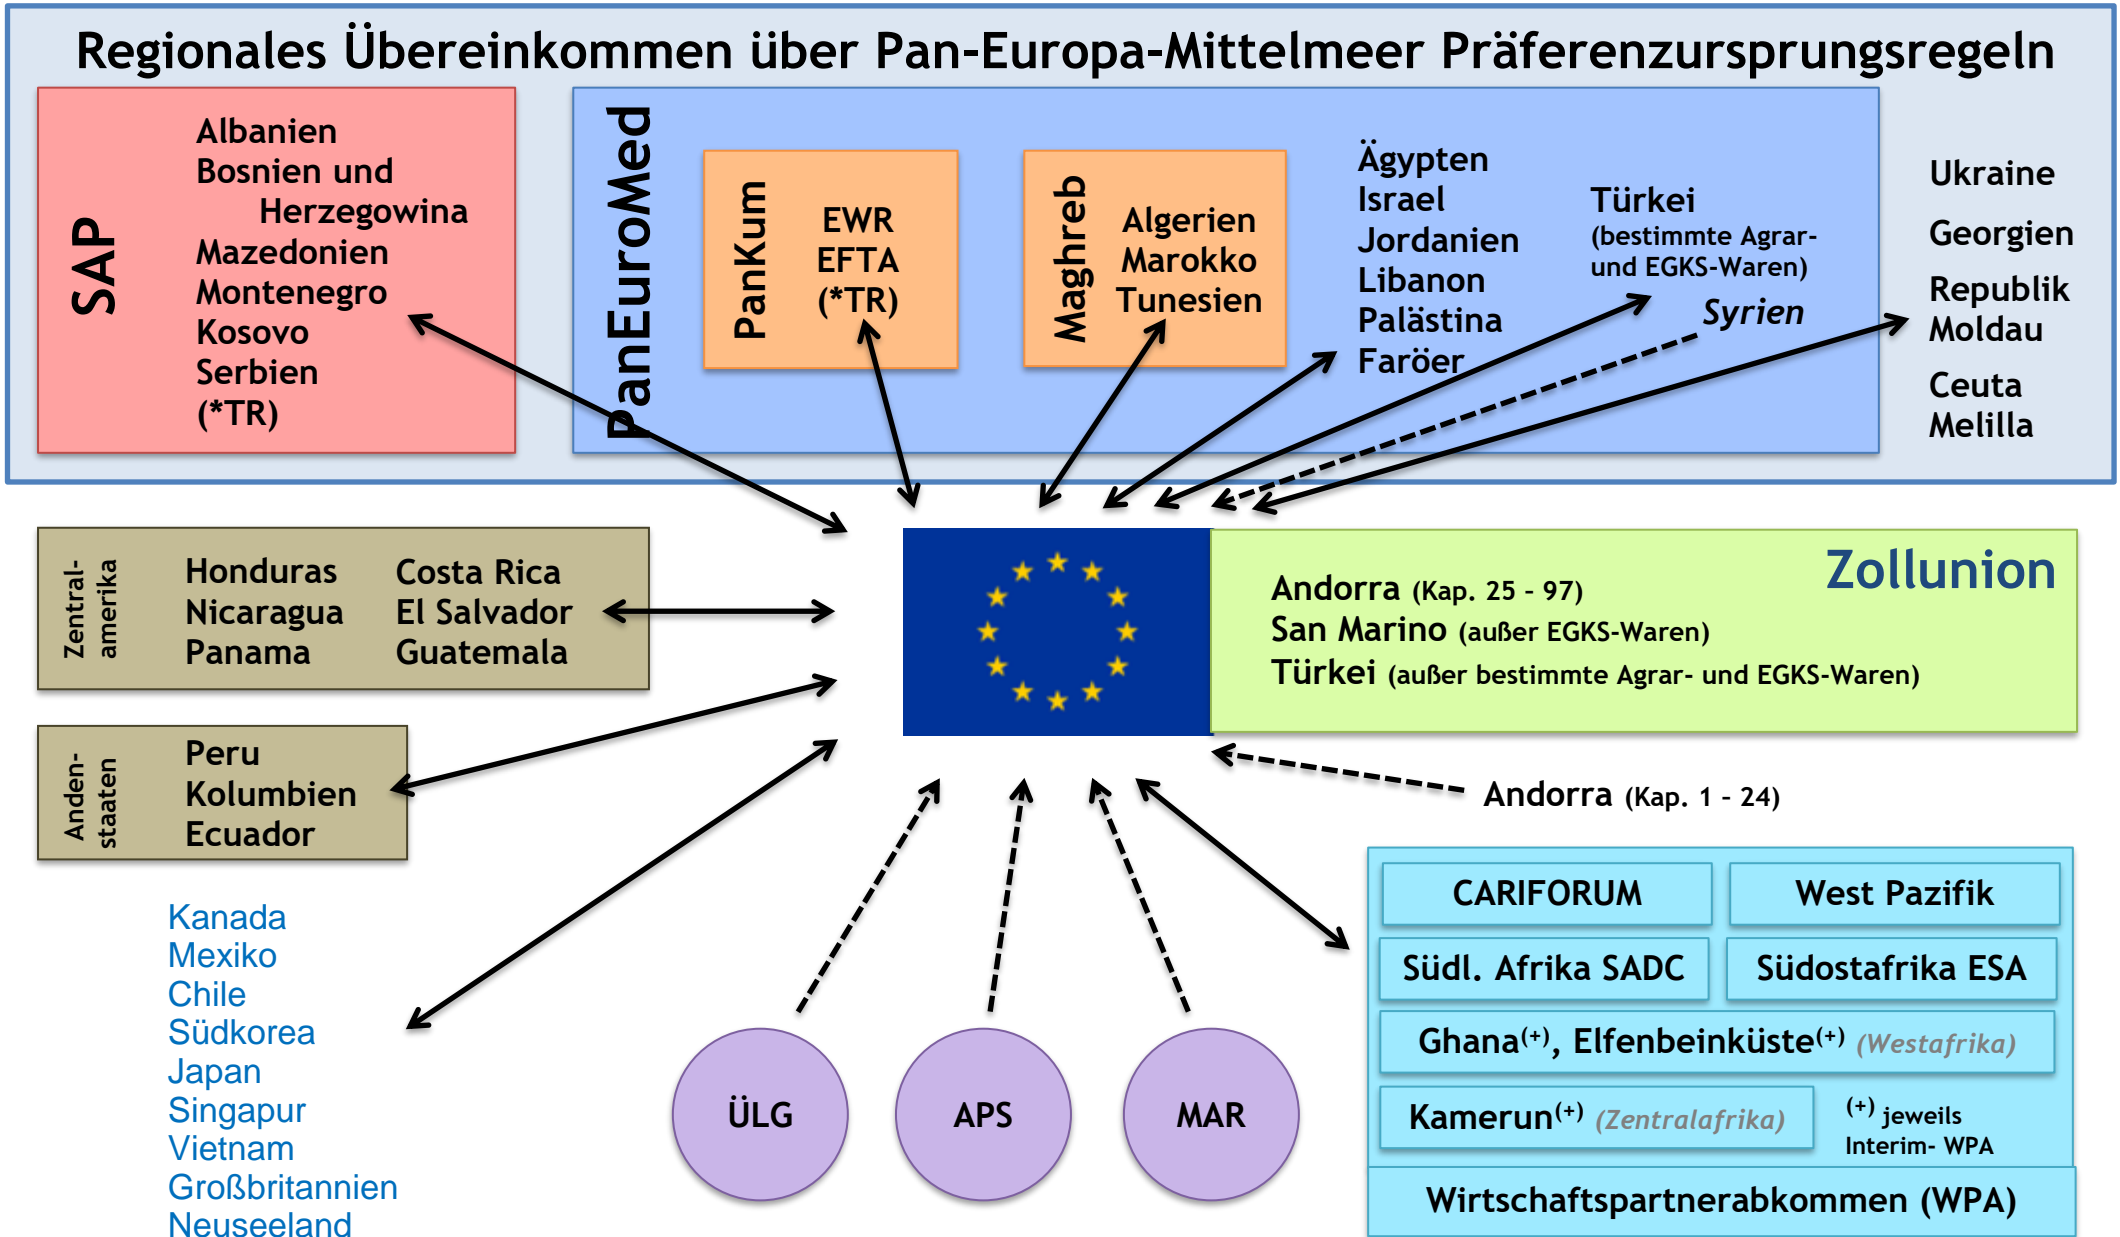 Regionales Übereinkommen über Pan-Europa-Mittelmeer Präferenzursprungsregeln
SAP
Albanien
Bosnien und
Herzegowina
Mazedonien
Montenegro
Kosovo
Serbien
(*TR)
PanEuroMed
PanKum
EWR
EFTA
(*TR)
Maghreb
Algerien
Marokko
Tunesien
Ägypten
Israel
Jordanien
Libanon
Palästina
Faröer
Türkei
(bestimmte Agrar-
und EGKS-Waren)
Syrien
Ukraine
Georgien
Republik
Moldau
Ceuta
Melilla
Zentral-
amerika
Honduras
Nicaragua
Panama
Costa Rica
El Salvador
Guatemala
Zollunion
Andorra (Kap. 25 – 97)
San Marino (außer EGKS-Waren)
Türkei (außer bestimmte Agrar- und EGKS-Waren)
Anden-
staaten
Peru
Kolumbien
Ecuador
Andorra (Kap. 1 – 24)
Kanada
Mexiko
Chile
Südkorea
Japan
Singapur
Vietnam
Großbritannien
Neuseeland
ÜLG
APS
MAR
CARIFORUM
West Pazifik
Südl. Afrika SADC
Südostafrika ESA
Ghana(+), Elfenbeinküste(+) (Westafrika)
Kamerun(+) (Zentralafrika)
(+) jeweils
Interim- WPA
Wirtschaftspartnerabkommen (WPA)